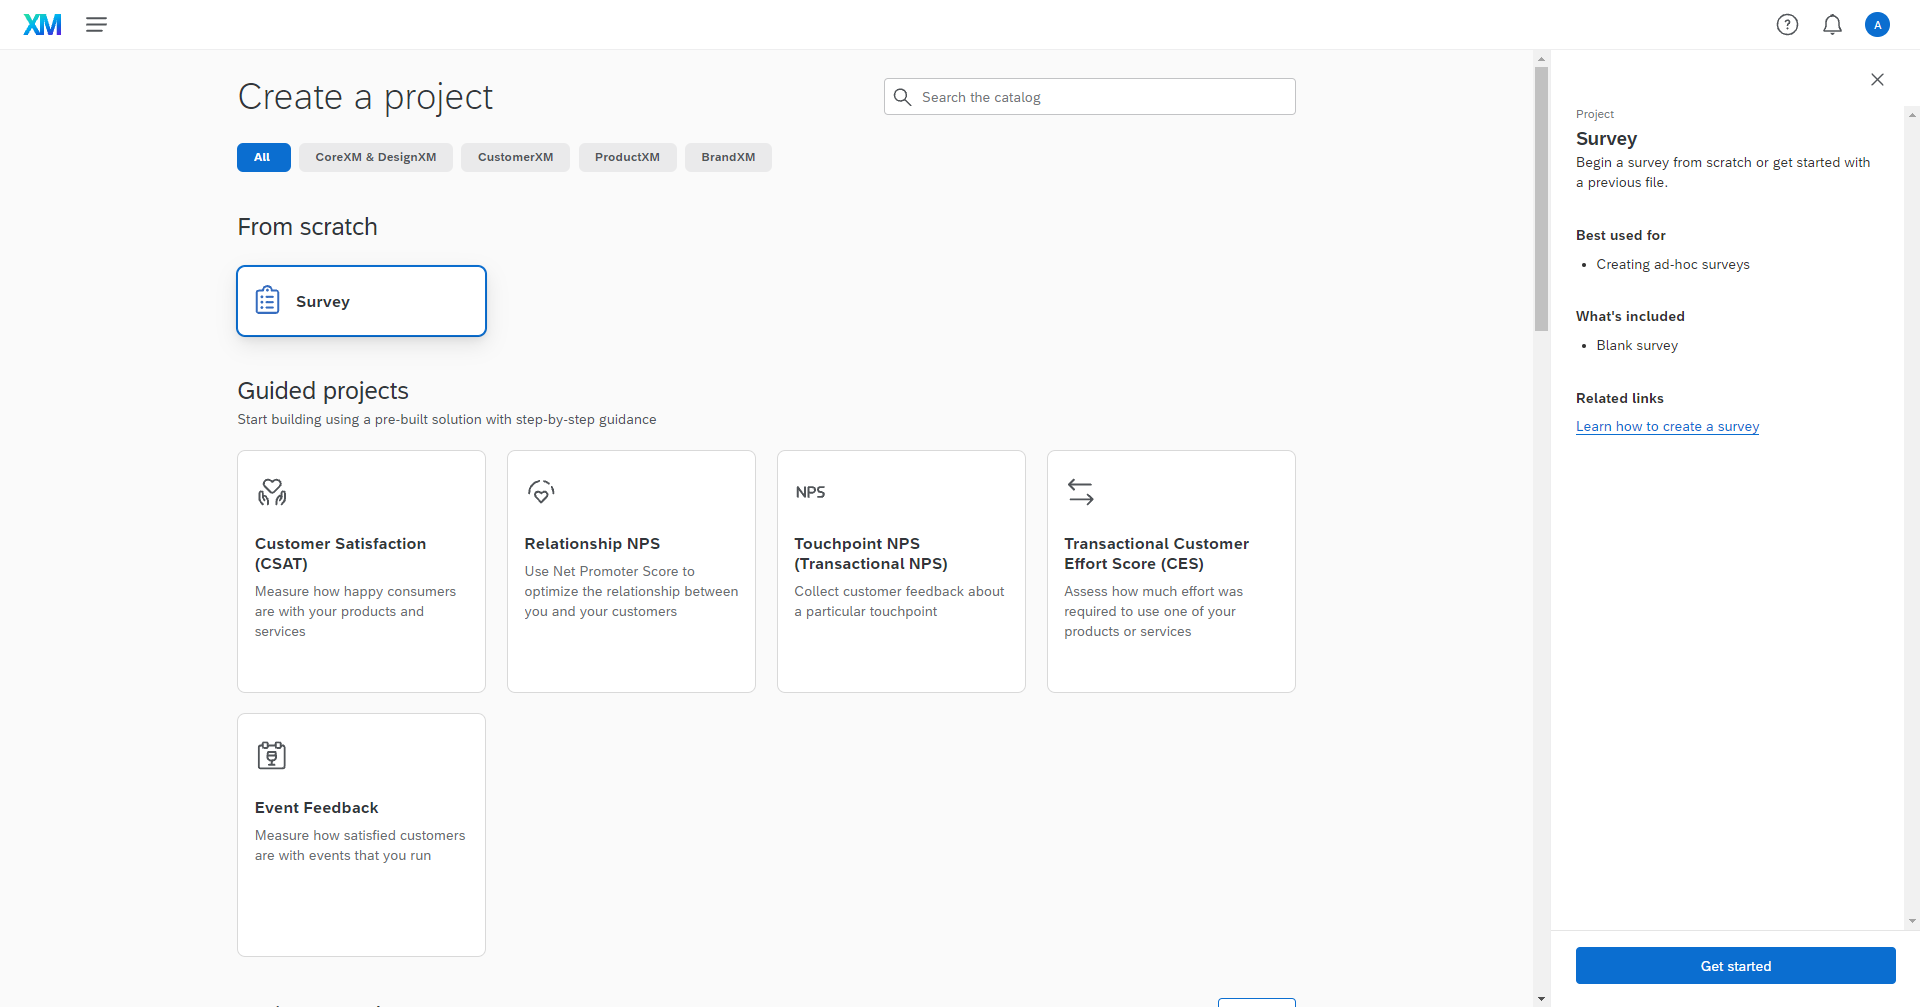 XM
A
Create a project
Search the catalog
All
CoreXM & DesignXM
CustomerXM
ProductXM
BrandXM
From scratch
Survey
Guided projects
Start building using a pre-built solution with step-by-step guidance
Customer Satisfaction
(CSAT)
Measure how happy consumers
are with your products and
services
Relationship NPS
Use Net Promoter Score to
optimize the relationship between
you and your customers
NPS
Touchpoint NPS
(Transactional NPS)
Collect customer feedback about
a particular touchpoint
Transactional Customer
Effort Score (CES)
Assess how much effort was
required to use one of your
products or services
Event Feedback
Measure how satisfied customers
are with events that you run
Project
Survey
Begin a survey from scratch or get started with
a previous file.
Best used for
• Creating ad-hoc surveys
What's included
• Blank survey
Related links
Learn how to create a survey
Get started